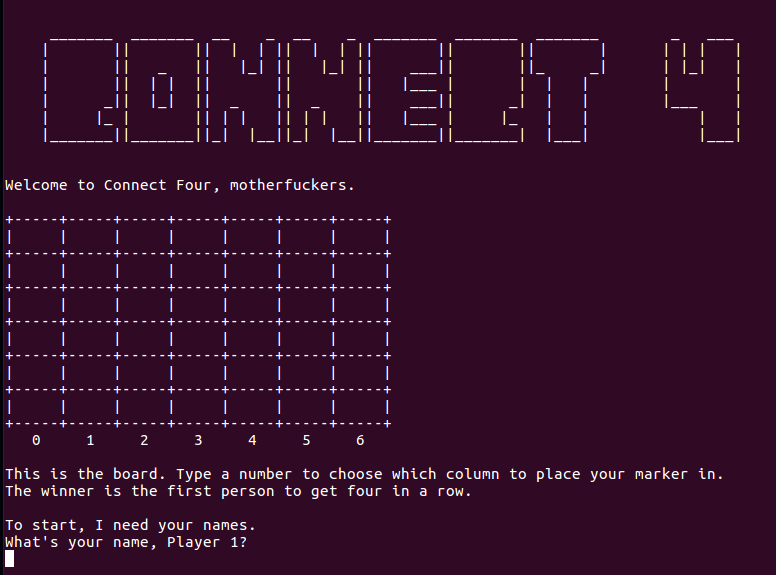 CONNECT 4
Welcome to Connect Four, motherfuckers.
0 1 2 3 4 5 6
This is the board. Type a number to choose which column to place your marker in.
The winner is the first person to get four in a row.
To start, I need your names.
What's your name, Player 1?